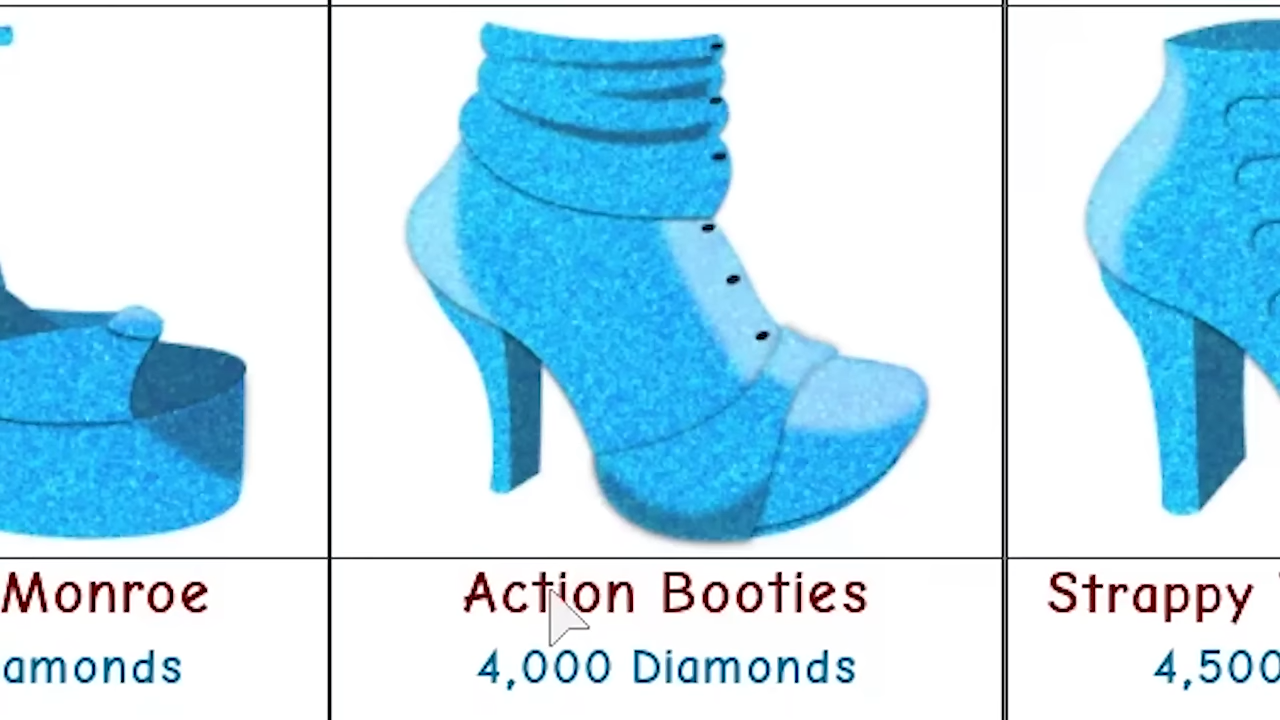 Monroe
Action Booties
Strappy
amonds
4,000 Diamonds
4,500